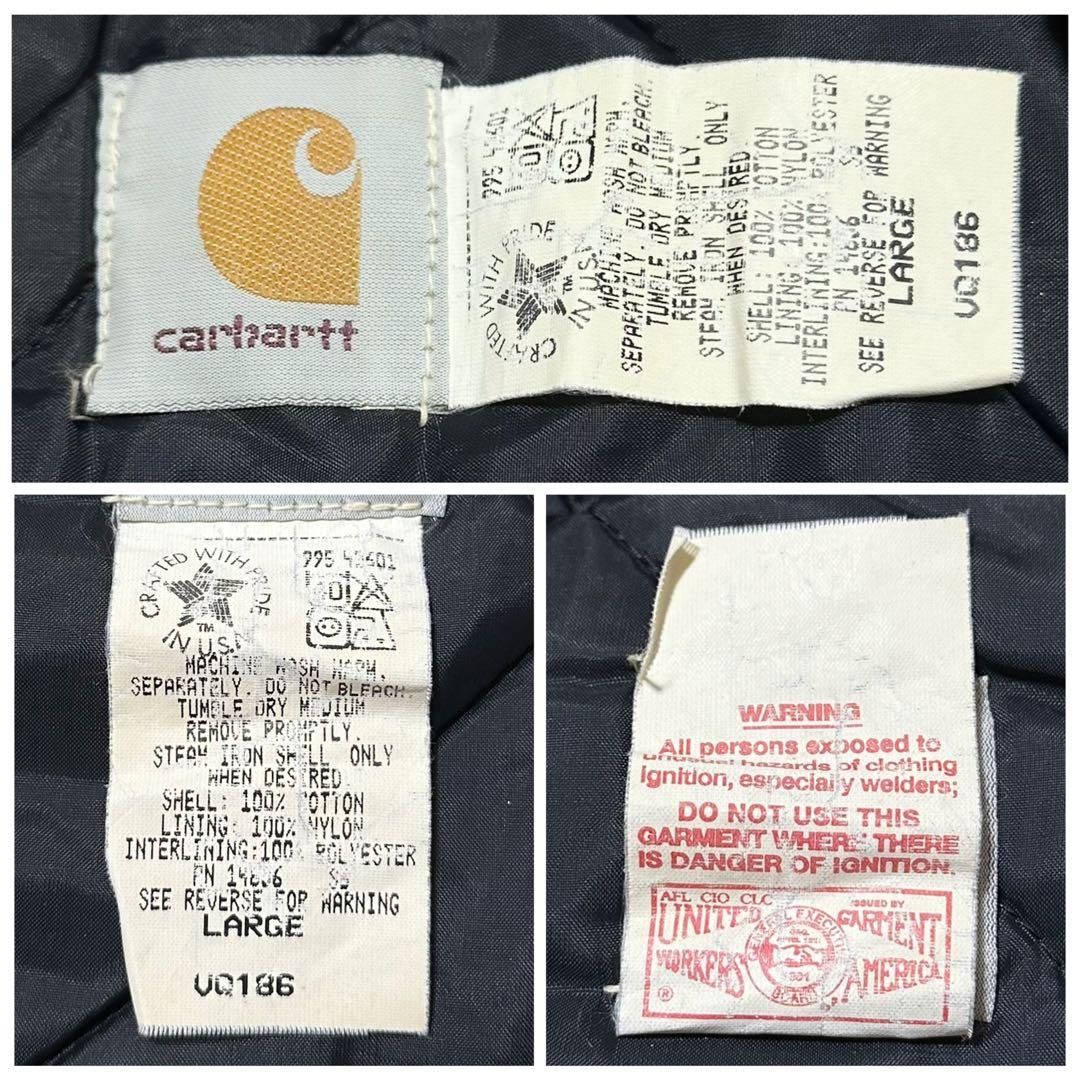 carhartt
995 42601
CRAFTED WITH PRIDE
IN U.S.A
MACHINE WASH WARM,
SEPARATELY. DO NOT BLEACH.
TUMBLE DRY MEDIUM
REMOVE PROMPTLY.
STEAM IRON SHELL ONLY
WHEN DESIRED
SHELL: 100% COTTON
LINING: 100% NYLON
INTERLINING:100% POLYESTER
SEE REVERSE FOR WARNING
LARGE
VQ186
CRAFTED WITH PRIDE
TM
IN U.S.A
MACHINE WASH WARM,
SEPARATELY. DO NOT BLEACH.
TUMBLE DRY MEDIUM
REMOVE PROMPTLY.
STEAM IRON SHELL ONLY
WHEN DESIRED
SHELL: 100% COTTON
LINING: 100% NYLON
INTERLINING:100% POLYESTER
SEE REVERSE FOR WARNING
LARGE
VQ186
WARNING
All persons exposed to
unusual hazards of clothing
ignition, especially welders;
DO NOT USE THIS
GARMENT WHERE THERE
IS DANGER OF IGNITION.
AFL CIO CLC
ISSUED BY
UNITED GARMENT
WORKERS AMERICA
GENERAL EXECUTIVE
BOARD
®